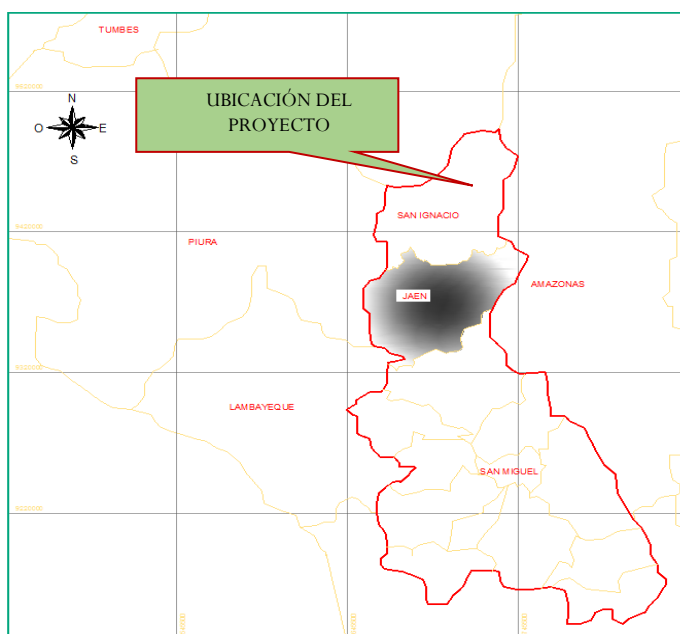 TUMBES
UBICACIÓN DEL
PROYECTO
N
O
E
S
SAN IGNACIO
PIURA
AMAZONAS
JAEN
LAMBAYEQUE
SAN MIGUEL